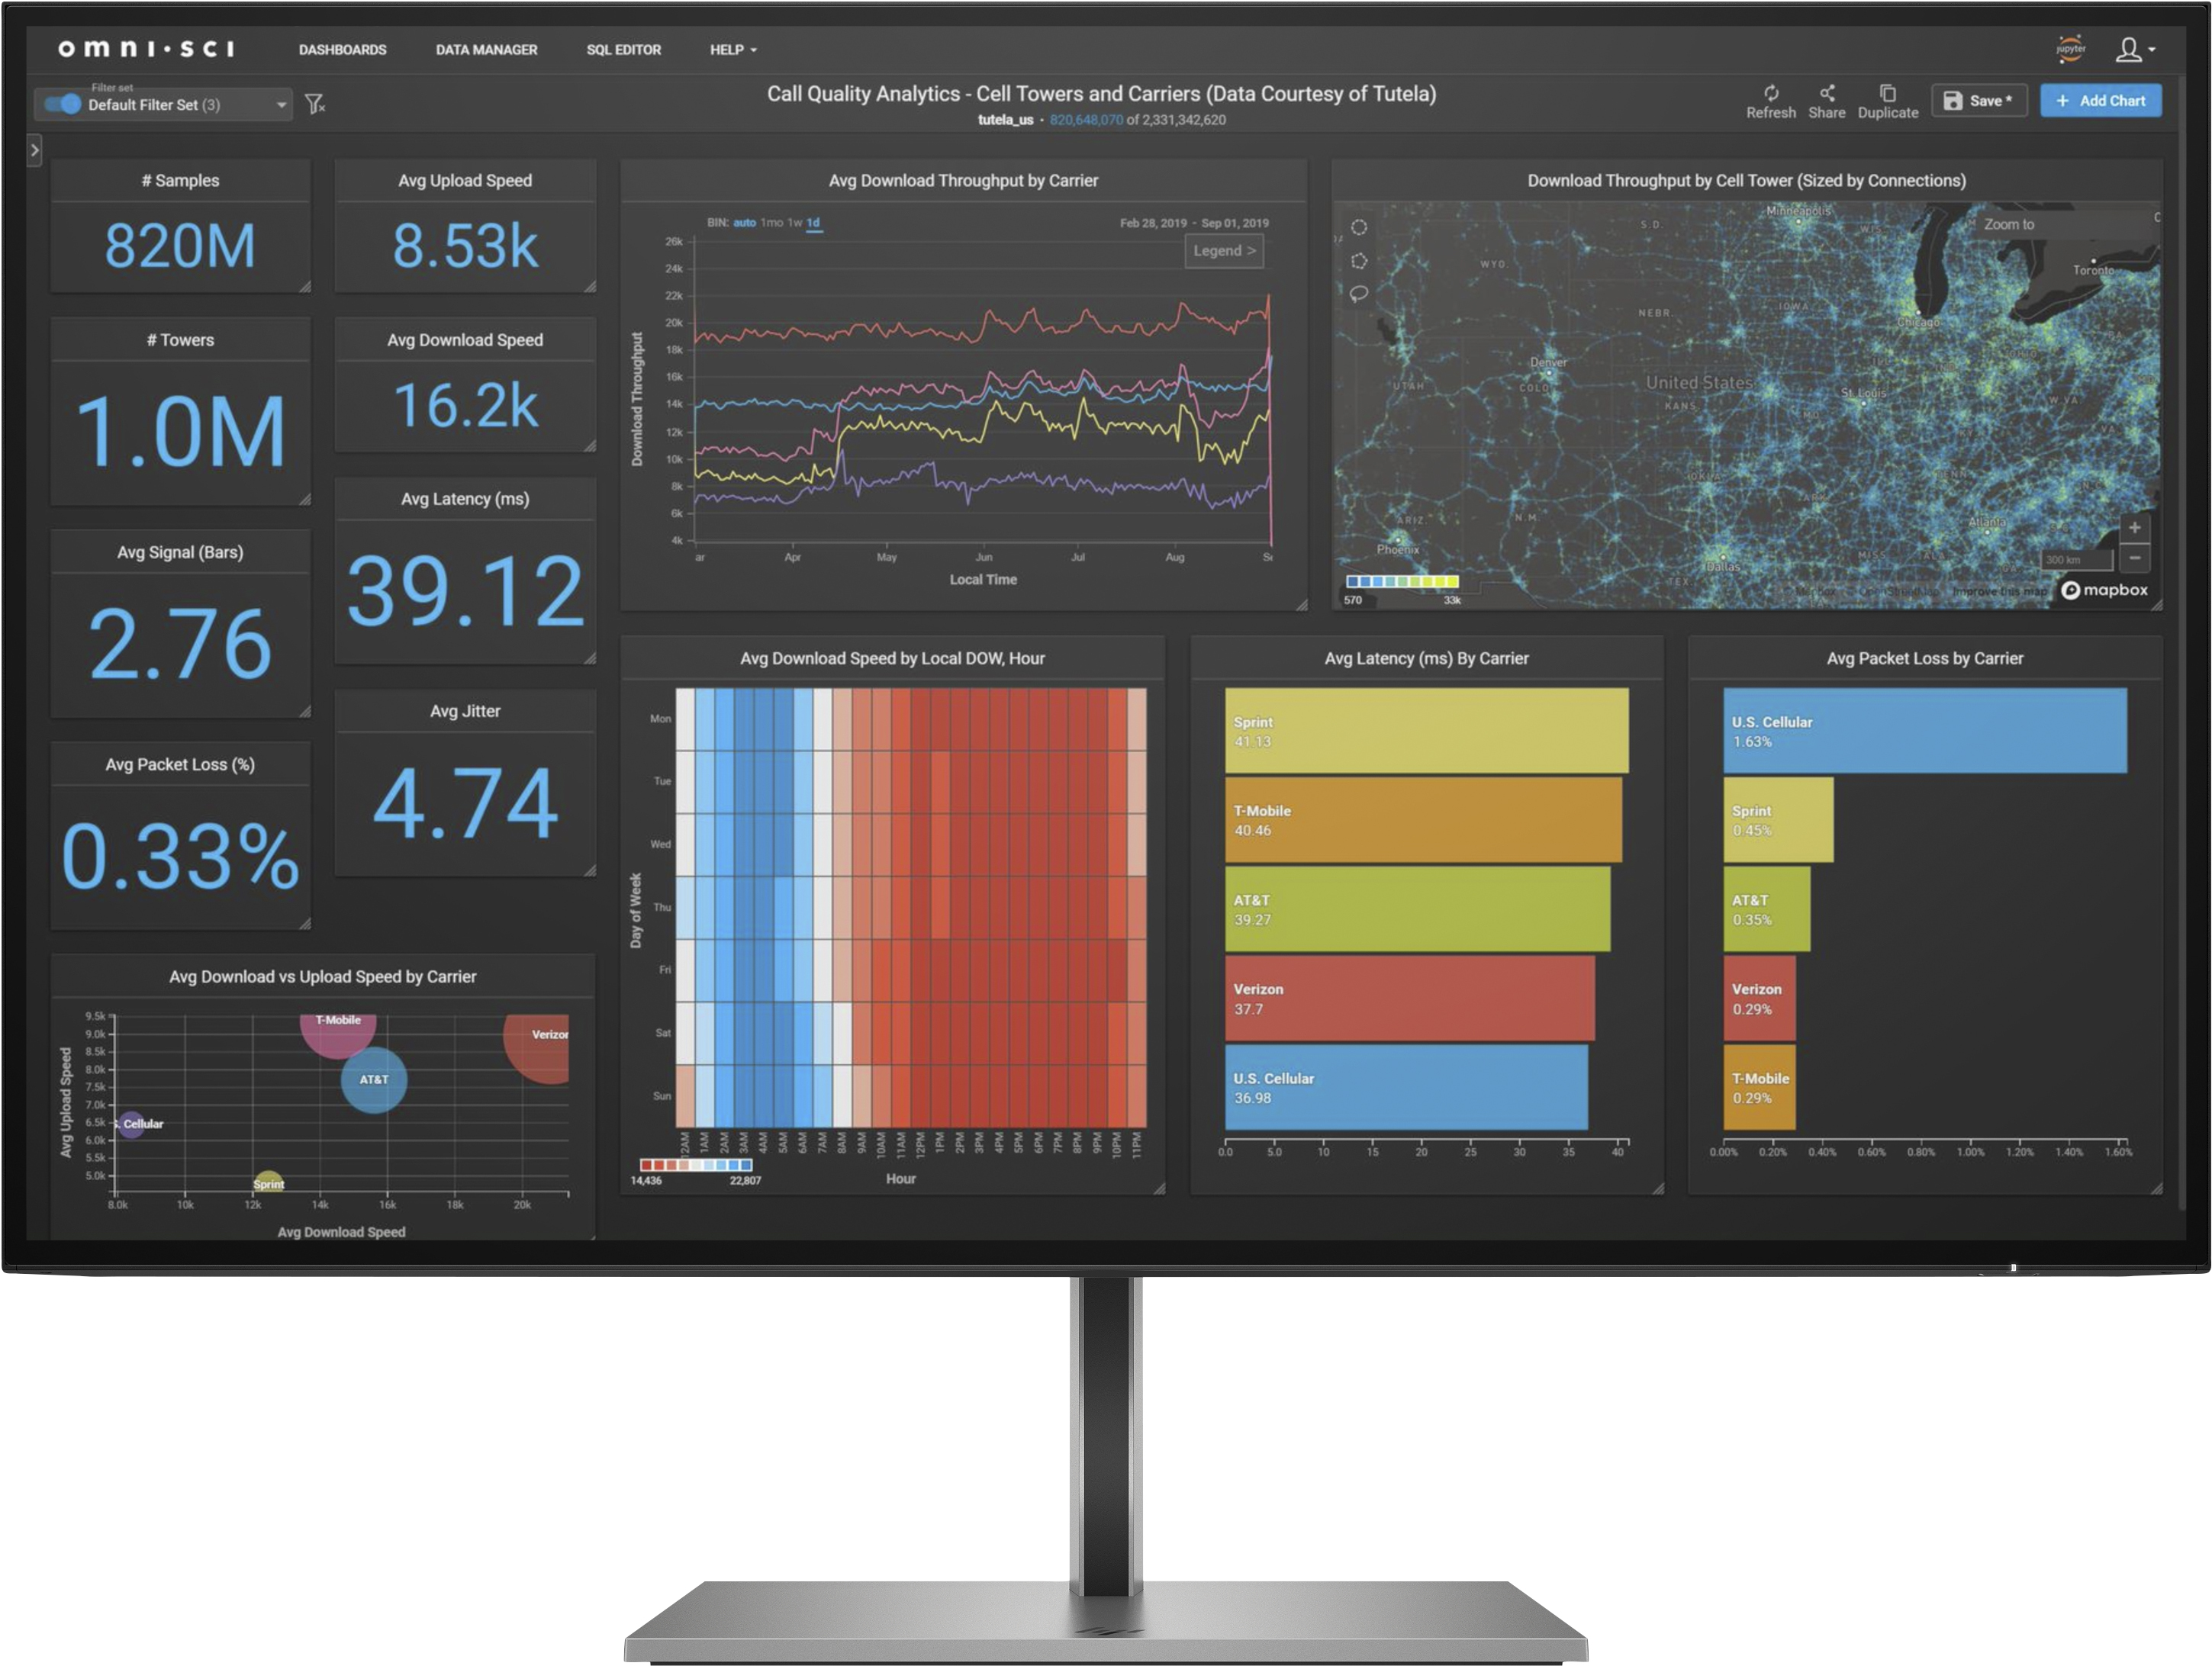 omni·sci
DASHBOARDS
DATA MANAGER
SQL EDITOR
HELP
jupyter
Filter set
Default Filter Set (3)
Call Quality Analytics - Cell Towers and Carriers (Data Courtesy of Tutela)
tutela_us · 820,648,070 of 2,331,342,620
Refresh
Share
Duplicate
Save *
+ Add Chart
# Samples
820M
Avg Upload Speed
8.53k
# Towers
1.0M
Avg Download Speed
16.2k
Avg Signal (Bars)
2.76
Avg Latency (ms)
39.12
Avg Packet Loss (%)
0.33%
Avg Jitter
4.74
Avg Download Throughput by Carrier
BIN: auto 1mo 1w 1d
Feb 28, 2019 - Sep 01, 2019
Legend >
Download Throughput
26k
24k
22k
20k
18k
16k
14k
12k
10k
8k
6k
4k
ar
Apr
May
Jun
Jul
Aug
Se
Local Time
Download Throughput by Cell Tower (Sized by Connections)
Zoom to
Minneapolis
S.D.
WIS.
WYO.
Toronto
NEBR.
IOWA
Chicago
Denver
United States
OHIO
UTAH
COLO.
KANS.
St. Louis
MO.
W.VA.
OKLA.
ARK.
ARIZ.
N.M.
Atlanta
Phoenix
Dallas
MISS.
ALA.
TEX.
300 km
570
33k
Improve this map
mapbox
Avg Download Speed by Local DOW, Hour
Day of Week
Mon
Tue
Wed
Thu
Fri
Sat
Sun
12AM
1AM
2AM
3AM
4AM
5AM
6AM
7AM
8AM
9AM
10AM
11AM
12PM
1PM
2PM
3PM
4PM
5PM
6PM
7PM
8PM
9PM
10PM
11PM
14,436
22,807
Hour
Avg Latency (ms) By Carrier
Sprint
41.13
T-Mobile
40.46
AT&T
39.27
Verizon
37.7
U.S. Cellular
36.98
0.0
5.0
10
15
20
25
30
35
40
Avg Packet Loss by Carrier
U.S. Cellular
1.63%
Sprint
0.45%
AT&T
0.35%
Verizon
0.29%
T-Mobile
0.29%
0.00%
0.20%
0.40%
0.60%
0.80%
1.00%
1.20%
1.40%
1.60%
Avg Download vs Upload Speed by Carrier
Avg Upload Speed
9.5k
9.0k
8.5k
8.0k
7.5k
7.0k
6.5k
6.0k
5.5k
5.0k
T-Mobile
Verizon
AT&T
. Cellular
Sprint
8.0k
10k
12k
14k
16k
18k
20k
Avg Download Speed
hp